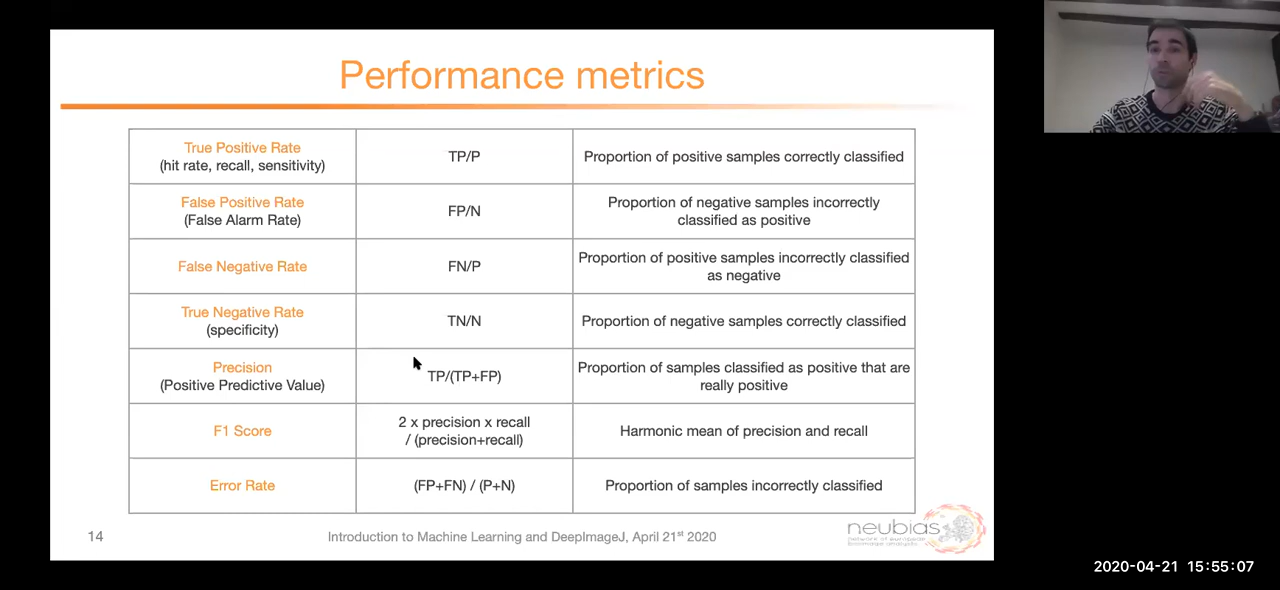 Performance metrics
True Positive Rate
(hit rate, recall, sensitivity)
TP/P
Proportion of positive samples correctly classified
False Positive Rate
(False Alarm Rate)
FP/N
Proportion of negative samples incorrectly
classified as positive
False Negative Rate
FN/P
Proportion of positive samples incorrectly classified
as negative
True Negative Rate
(specificity)
TN/N
Proportion of negative samples correctly classified
Precision
(Positive Predictive Value)
TP/(TP+FP)
Proportion of samples classified as positive that are
really positive
F1 Score
2 x precision x recall
/ (precision+recall)
Harmonic mean of precision and recall
Error Rate
(FP+FN) / (P+N)
Proportion of samples incorrectly classified
14
Introduction to Machine Learning and DeepImageJ, April 21st 2020
neubias
network of european
bioimage analysts
2020-04-21 15:55:07